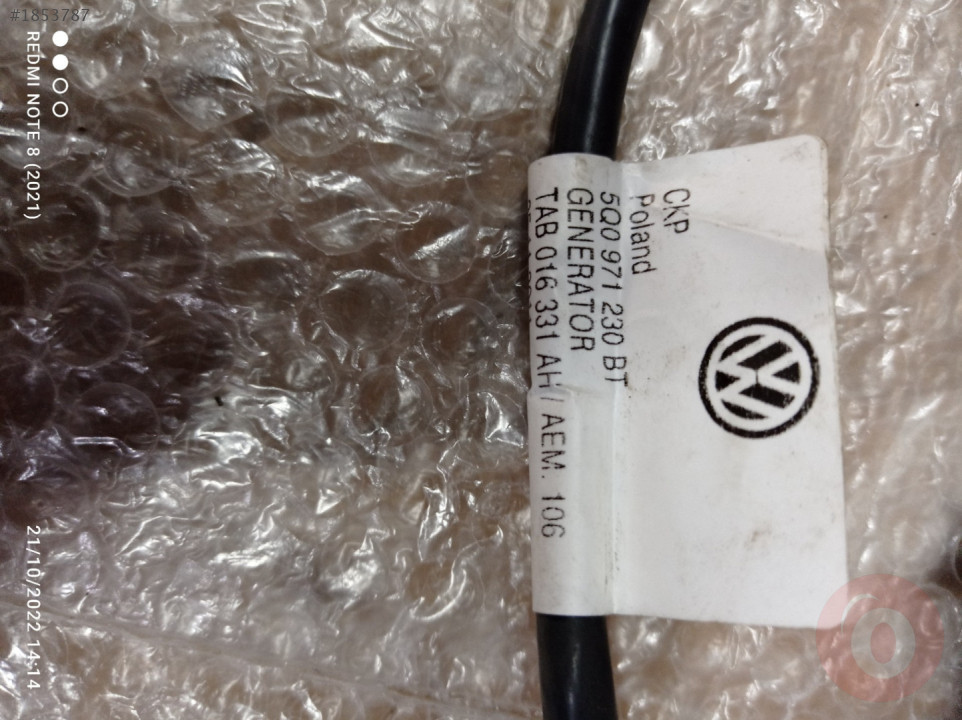 #1853787
REDMI NOTE 8 (2021)
21/10/2022 14:14
CKP
Poland
5Q0 971 230 BT
GENERATOR
TAB 016 331 AH / AEM. 106